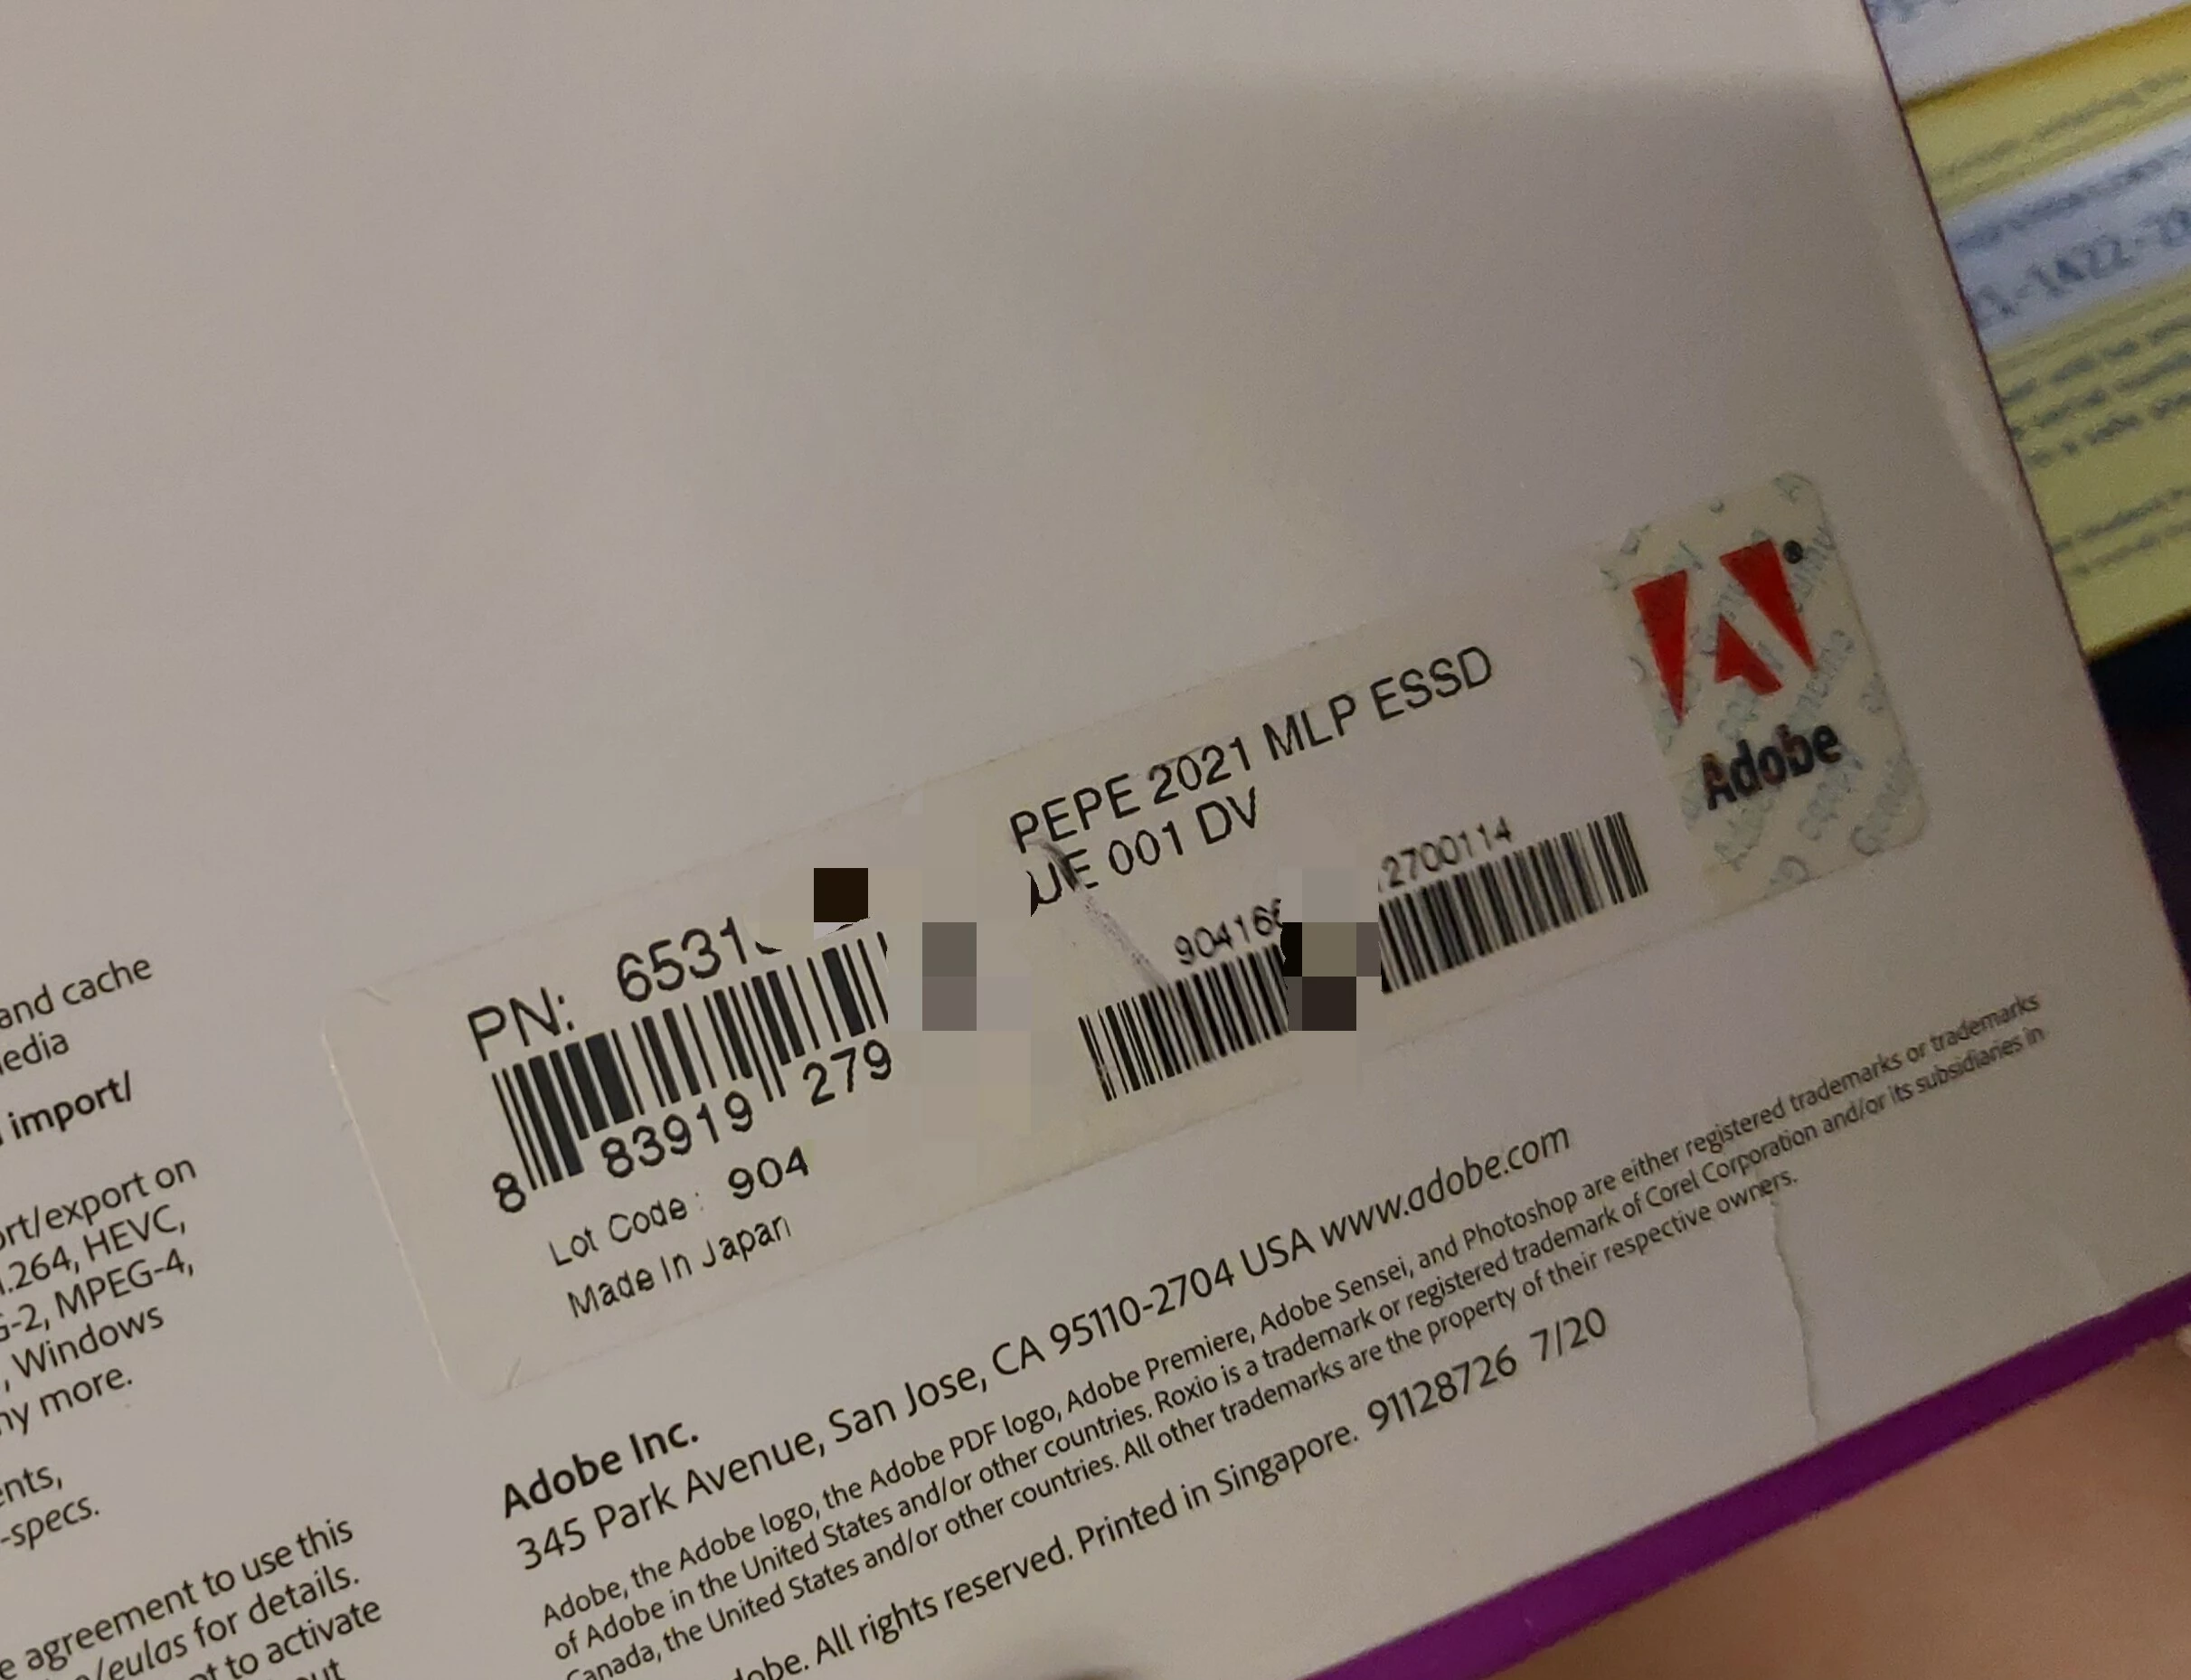 and cache
import/
export on
.264, HEVC,
-2, MPEG-4,
, Windows
more.
-specs.
agreement to use this
/eulas for details.
to activate
PN: 6531
8 83919 279
Lot Code: 904
Made In Japan
PEPE 2021 MLP ESSD
001 DV
90416
2700114
Adobe
Adobe Inc.
345 Park Avenue, San Jose, CA 95110-2704 USA www.adobe.com
Adobe, the Adobe logo, the Adobe PDF logo, Adobe Premiere, Adobe Sensei, and Photoshop are either registered trademarks or trademarks
of Adobe in the United States and/or other countries. Roxio is a trademark or registered trademark of Corel Corporation and/or its subsidiaries in
Canada, the United States and/or other countries. All other trademarks are the property of their respective owners.
All rights reserved. Printed in Singapore. 91128726 7/20